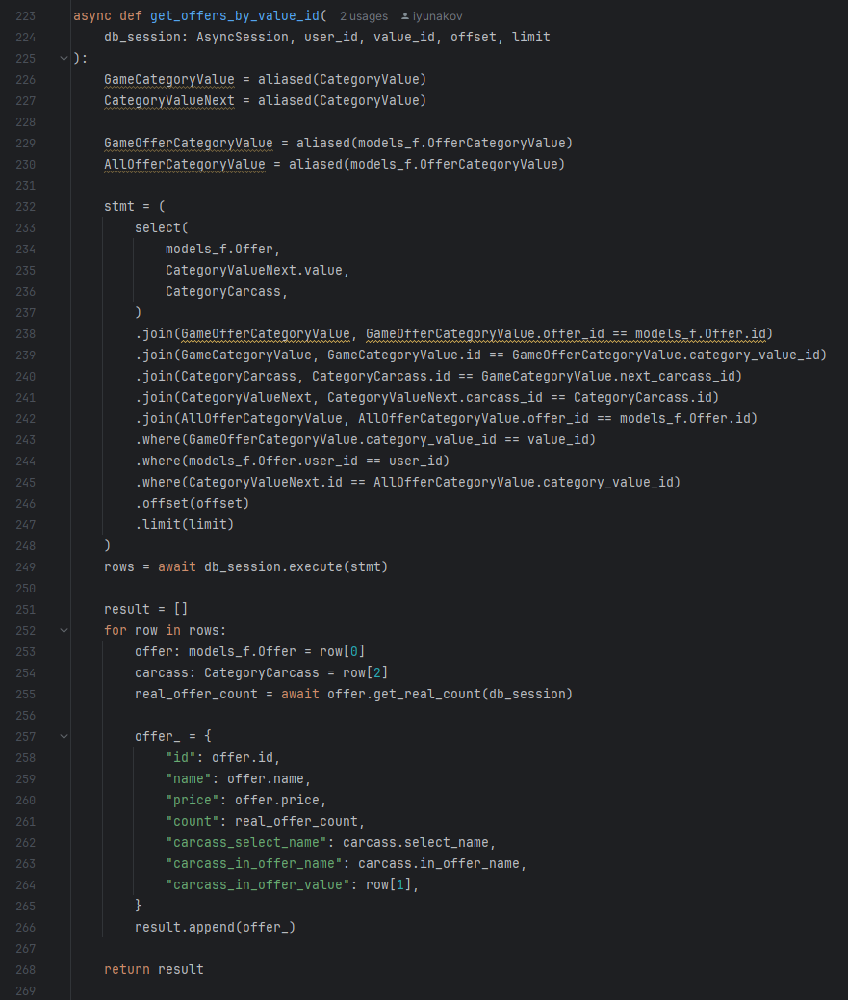 223 async def get_offers_by_value_id( 2 usages iyunakov
224     db_session: AsyncSession, user_id, value_id, offset, limit
225 ):
226     GameCategoryValue = aliased(CategoryValue)
227     CategoryValueNext = aliased(CategoryValue)
228
229     GameOfferCategoryValue = aliased(models_f.OfferCategoryValue)
230     AllOfferCategoryValue = aliased(models_f.OfferCategoryValue)
231
232     stmt = (
233         select(
234             models_f.Offer,
235             CategoryValueNext.value,
236             CategoryCarcass,
237         )
238         .join(GameOfferCategoryValue, GameOfferCategoryValue.offer_id == models_f.Offer.id)
239         .join(GameCategoryValue, GameCategoryValue.id == GameOfferCategoryValue.category_value_id)
240         .join(CategoryCarcass, CategoryCarcass.id == GameCategoryValue.next_carcass_id)
241         .join(CategoryValueNext, CategoryValueNext.carcass_id == CategoryCarcass.id)
242         .join(AllOfferCategoryValue, AllOfferCategoryValue.offer_id == models_f.Offer.id)
243         .where(GameOfferCategoryValue.category_value_id == value_id)
244         .where(models_f.Offer.user_id == user_id)
245         .where(CategoryValueNext.id == AllOfferCategoryValue.category_value_id)
246         .offset(offset)
247         .limit(limit)
248     )
249     rows = await db_session.execute(stmt)
250
251     result = []
252     for row in rows:
253         offer: models_f.Offer = row[0]
254         carcass: CategoryCarcass = row[2]
255         real_offer_count = await offer.get_real_count(db_session)
256
257         offer_ = {
258             "id": offer.id,
259             "name": offer.name,
260             "price": offer.price,
261             "count": real_offer_count,
262             "carcass_select_name": carcass.select_name,
263             "carcass_in_offer_name": carcass.in_offer_name,
264             "carcass_in_offer_value": row[1],
265         }
266         result.append(offer_)
267
268     return result
269